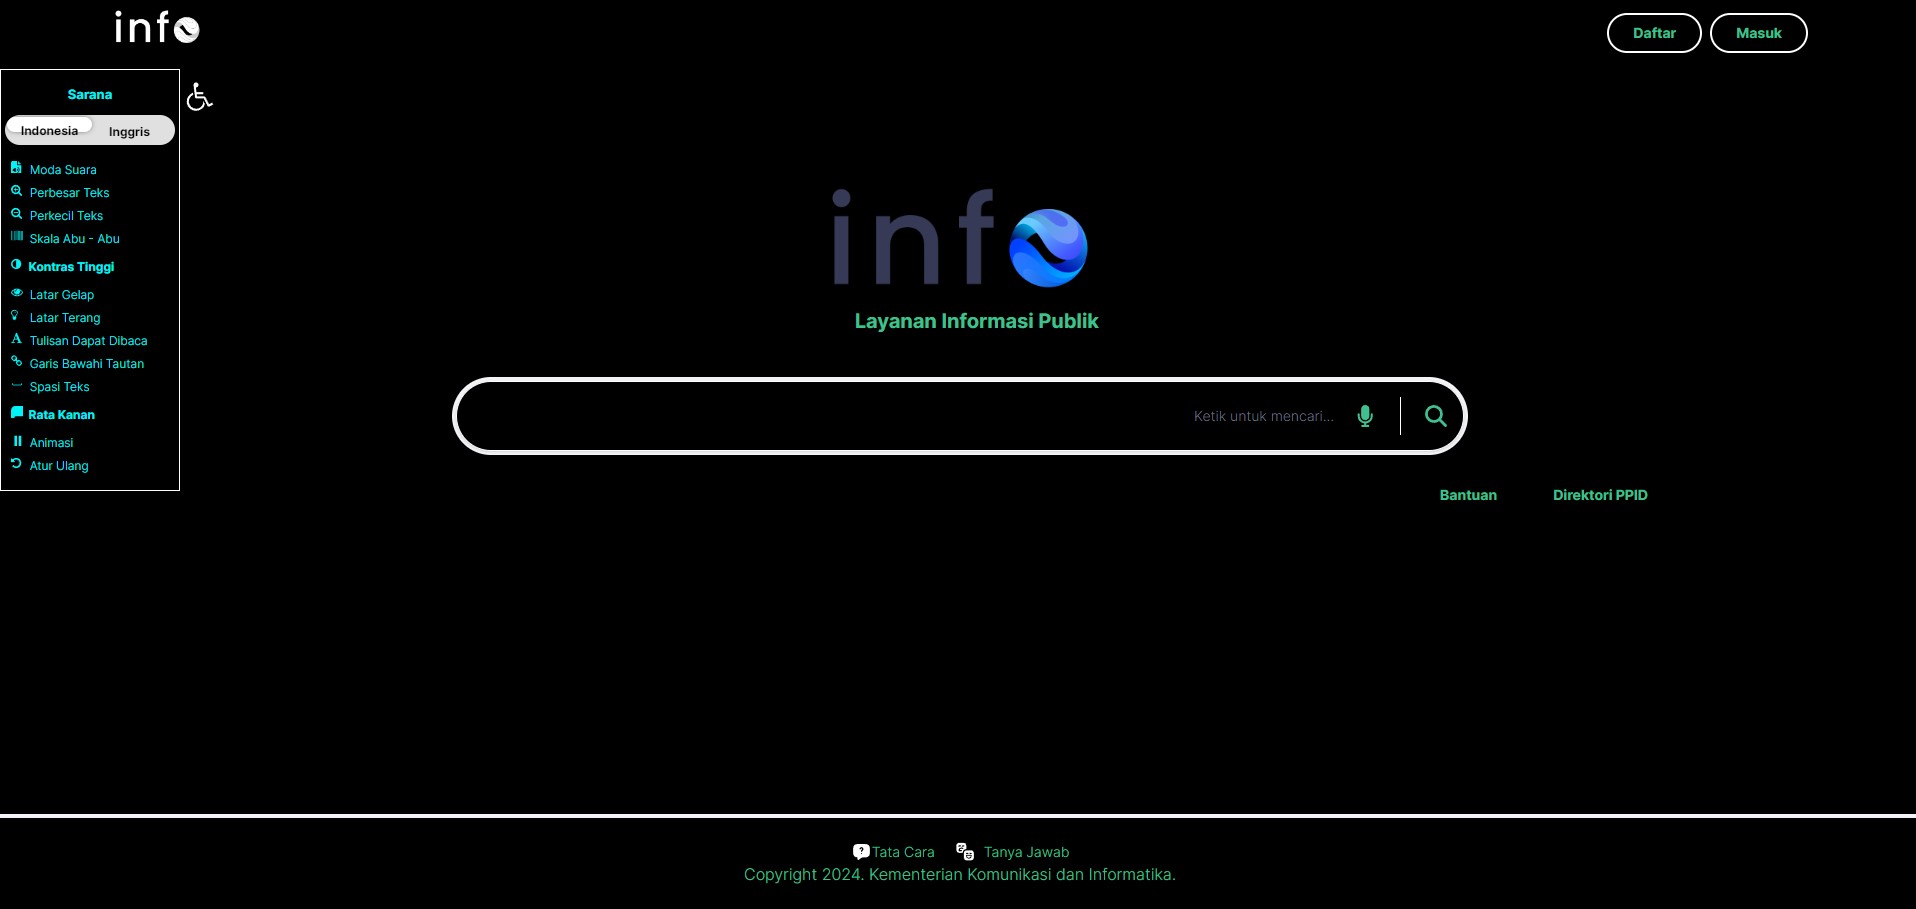 info
Daftar
Masuk
Sarana
Indonesia
Inggris
Moda Suara
Perbesar Teks
Perkecil Teks
Skala Abu - Abu
Kontras Tinggi
Latar Gelap
Latar Terang
Tulisan Dapat Dibaca
Garis Bawahi Tautan
Spasi Teks
Rata Kanan
Animasi
Atur Ulang
info
Layanan Informasi Publik
Ketik untuk mencari...
Bantuan
Direktori PPID
Tata Cara
Tanya Jawab
Copyright 2024. Kementerian Komunikasi dan Informatika.